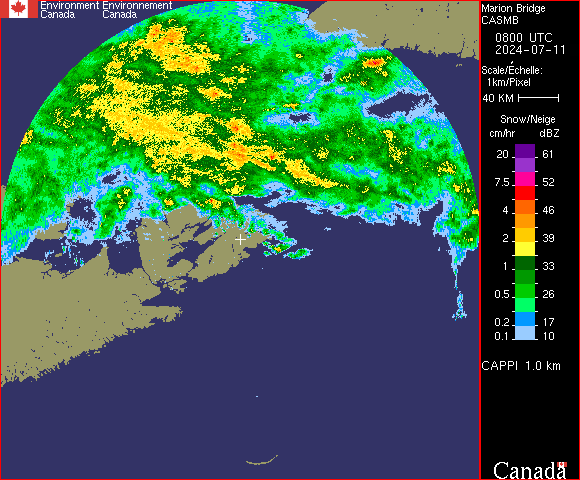 Environment Environnement
Canada Canada
Marion Bridge
CASMB
0800 UTC
2024-07-11
Scale/Échelle:
1km/Pixel
40 KM
Snow/Neige
cm/hr dBZ
20 61
7.5 52
4 46
2 39
1 33
0.5 26
0.2 17
0.1 10
CAPPI 1.0 km
Canada